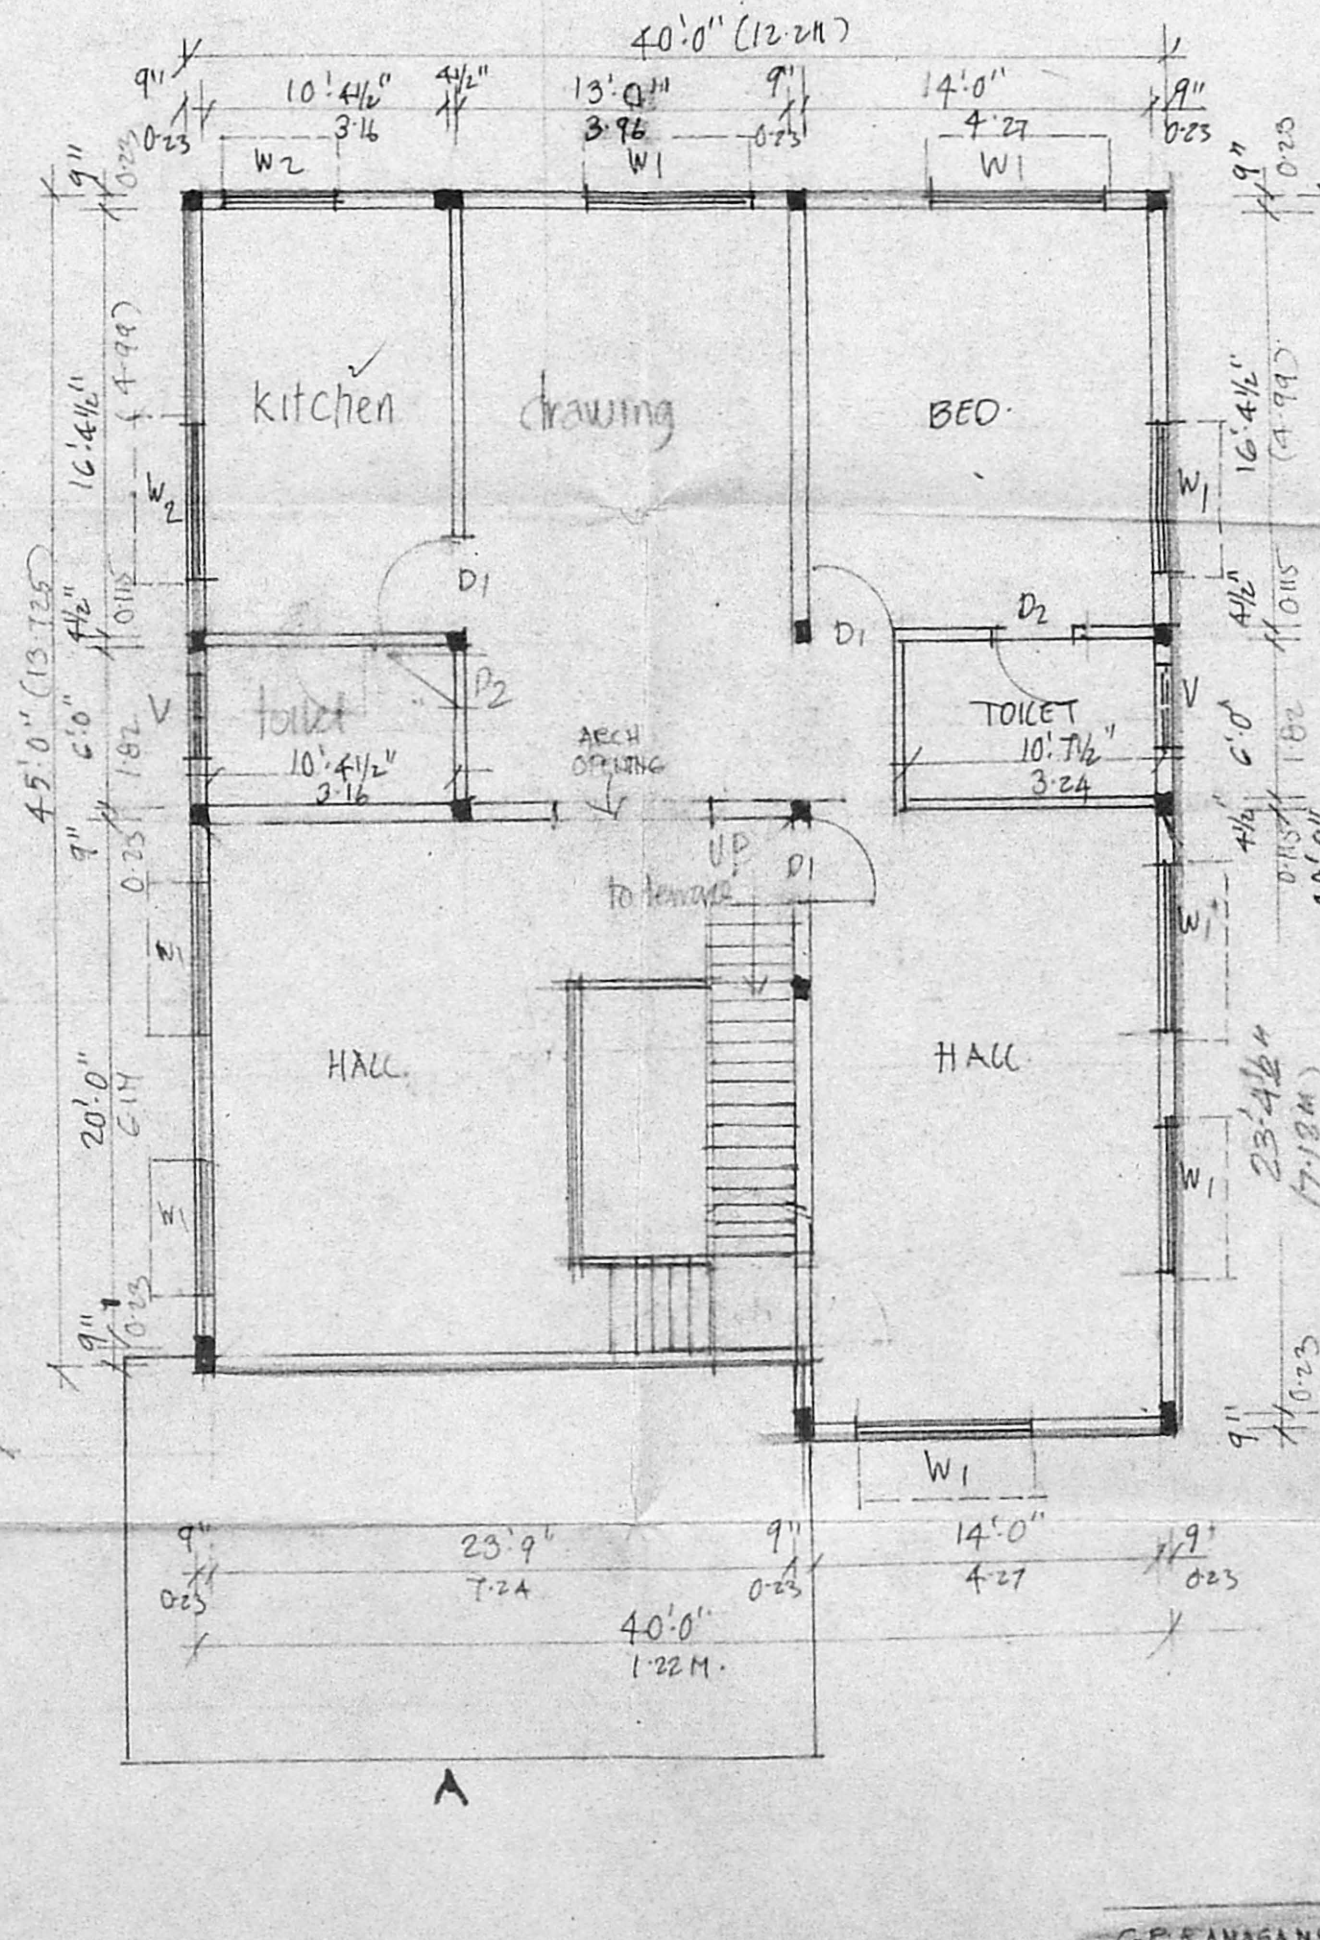 40'.0" (12.2M)
9" 10'.4½" 4½" 13'.0" 9" 14'.0" 9"
0.23 3.16 3.96 0.23 4.27 0.23
W2 W1 W1
9" 0.23
9" 0.23
kitchen drawing BED.
16'.4½" (4.99)
16'.4½" (4.99)
W2
W1
D1
D2
D1
4½" 0.115
4½" 0.115
45'.0" (13.725)
toilet
D2
TOILET
V
V
6'.0" 1.82
6'.0" 1.82
10'.4½"
3.16
ARCH
OPENING
10'.7½"
3.24
9" 0.23
4½" 0.115
UP
to terrace
D1
W1
W1
HALL.
HALL
20'.0" 6.1M
23'.4½"
(7.13M)
W1
W1
9" 0.23
9" 0.23
W1
9" 23'.9" 9" 14'.0" 9'
0.23 7.24 0.23 4.27 0.23
40'.0"
1.22M.
A